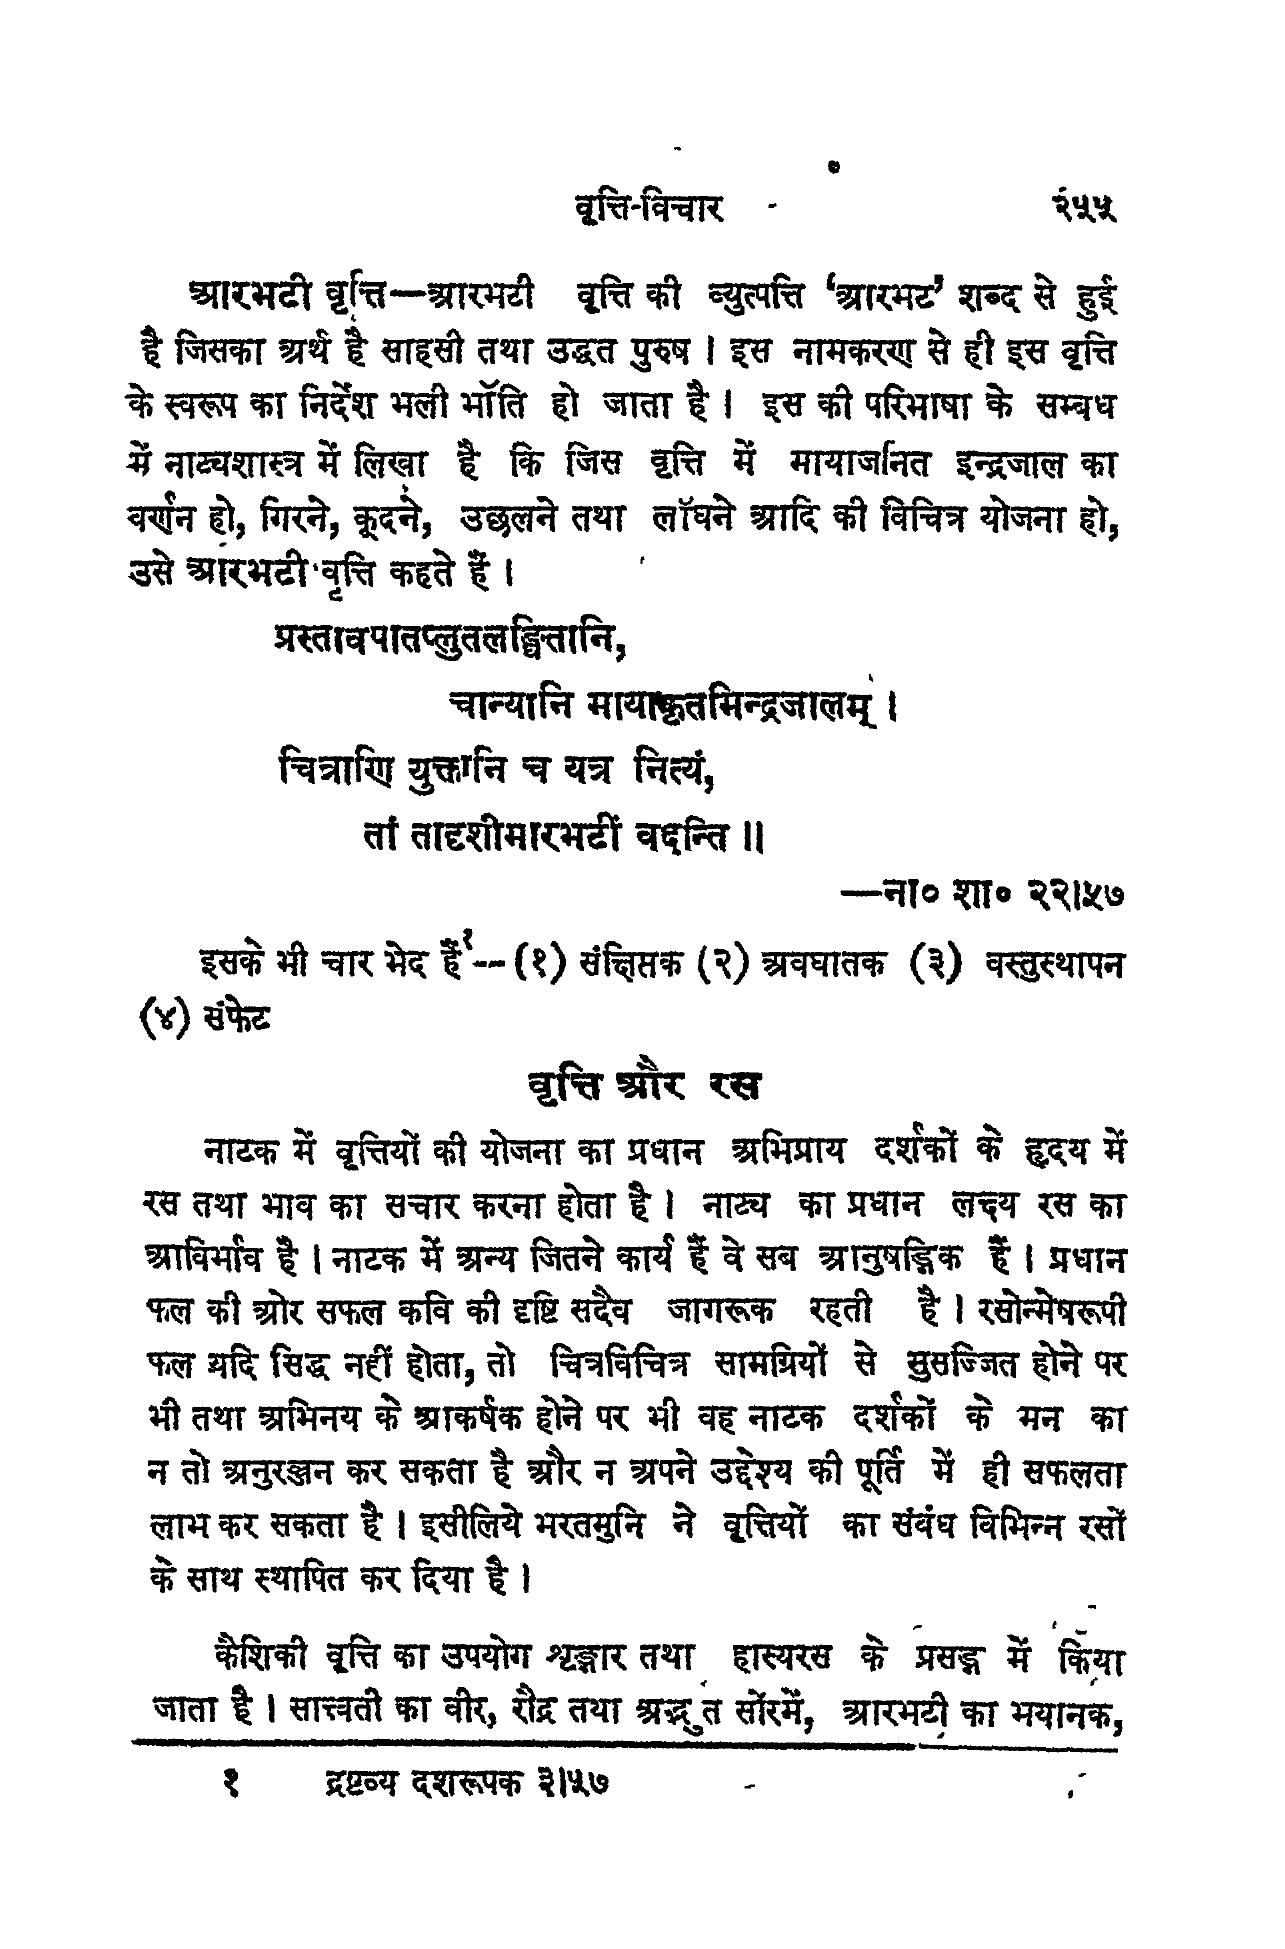 वृत्ति-विचार २५५
आरभटी वृत्ति—आरभटी वृत्ति की व्युत्पत्ति ‘आरभट’ शब्द से हुई
है जिसका अर्थ है साहसी तथा उद्धत पुरुष । इस नामकरण से ही इस वृत्ति
के स्वरूप का निर्देश भली भॉति हो जाता है । इस की परिभाषा के सम्बध
में नाट्यशास्त्र में लिखा है कि जिस वृत्ति में मायाजनित इन्द्रजाल का
वर्णन हो, गिरने, कूदने, उछलने तथा लॉघने आदि की विचित्र योजना हो,
उसे आरभटी वृत्ति कहते हैं ।
प्रस्तावपातप्लुतलङ्घितानि,
चान्यानि मायाकृतमिन्द्रजालम् ।
चित्राणि युक्तानि च यत्र नित्यं,
तां तादृशीमारभटीं वदन्ति ॥
—ना० शा० २२।५७
इसके भी चार भेद हैं१--(१) संक्षिप्तक (२) अवघातक (३) वस्तुस्थापन
(४) संफेट
वृत्ति और रस
नाटक में वृत्तियों की योजना का प्रधान अभिप्राय दर्शकों के हृदय में
रस तथा भाव का सचार करना होता है । नाट्य का प्रधान लक्ष्य रस का
आविर्भाव है । नाटक में अन्य जितने कार्य हैं वे सब आनुषङ्गिक हैं । प्रधान
फल की ओर सफल कवि की दृष्टि सदैव जागरूक रहती है । रसोन्मेषरूपी
फल यदि सिद्ध नहीं होता, तो चित्रविचित्र सामग्रियों से सुसज्जित होने पर
भी तथा अभिनय के आकर्षक होने पर भी वह नाटक दर्शकों के मन का
न तो अनुरञ्जन कर सकता है और न अपने उद्देश्य की पूर्ति में ही सफलता
लाभ कर सकता है । इसीलिये भरतमुनि ने वृत्तियों का संबंध विभिन्न रसों
के साथ स्थापित कर दिया है ।
कैशिकी वृत्ति का उपयोग शृङ्गार तथा हास्यरस के प्रसङ्ग में किया
जाता है । सात्त्वती का वीर, रौद्र तथा अद्भुत सोंरमें, आरभटी का भयानक,
१ द्रष्टव्य दशरूपक ३।५७